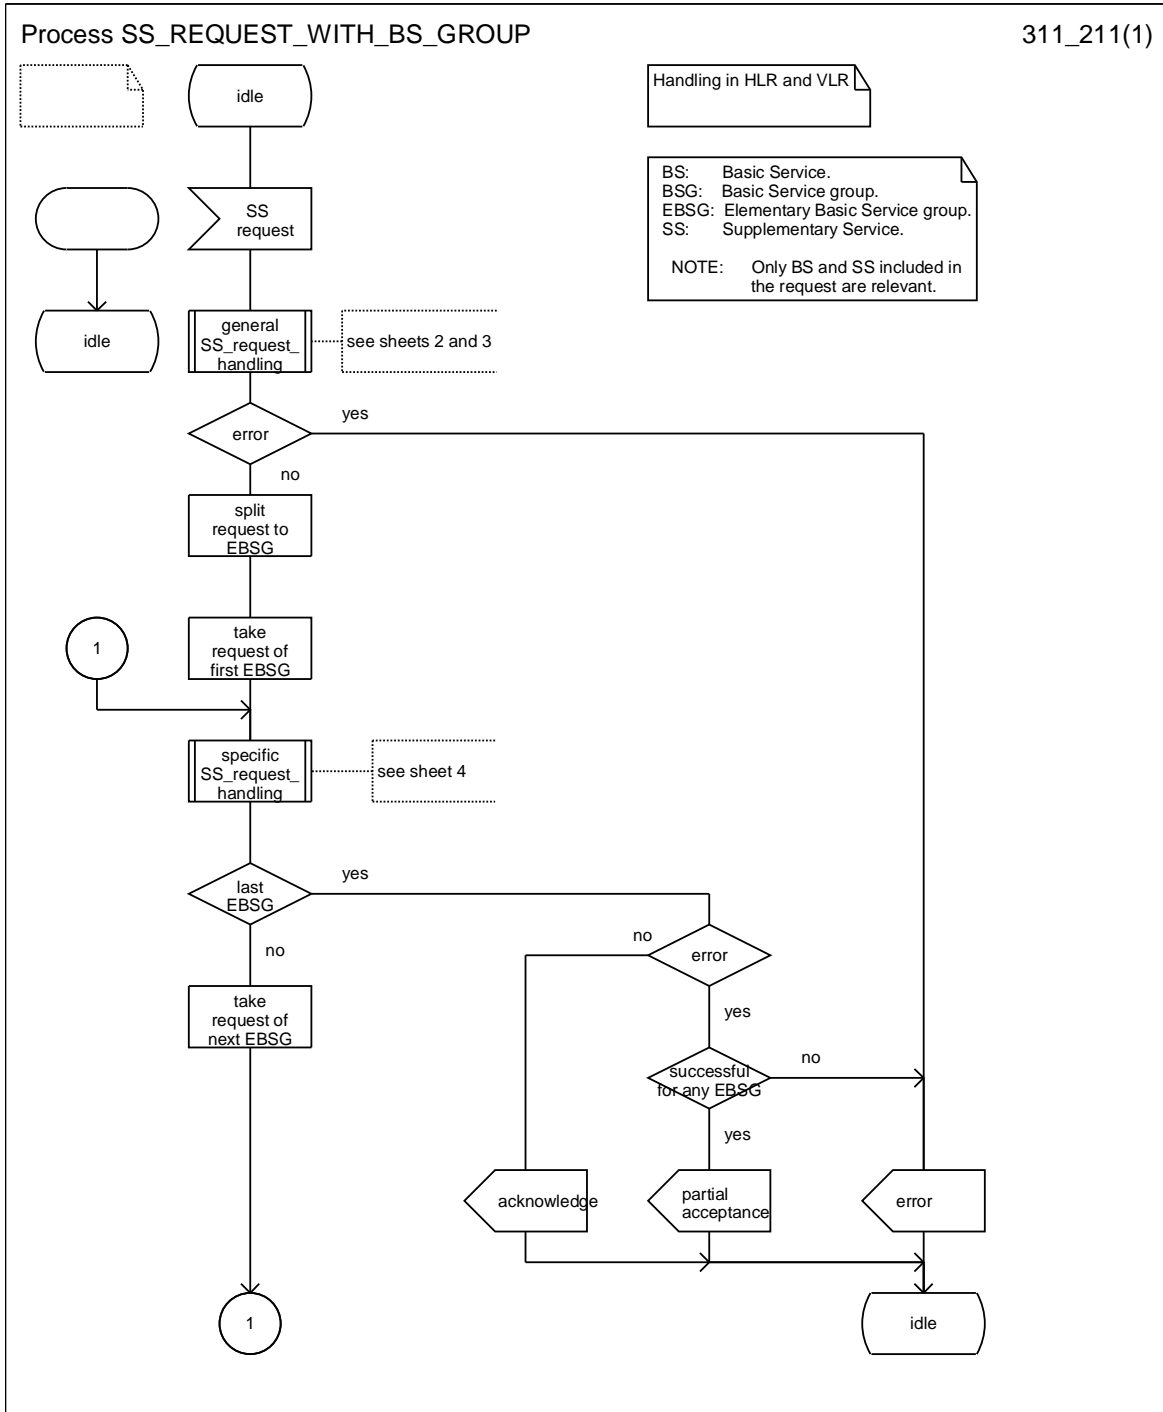 Process SS_REQUEST_WITH_BS_GROUP 311_211(1)
idle
Handling in HLR and VLR
BS: Basic Service.
BSG: Basic Service group.
EBSG: Elementary Basic Service group.
SS: Supplementary Service.
NOTE: Only BS and SS included in
the request are relevant.
SS
request
idle
general
SS_request_
handling
see sheets 2 and 3
error
yes
no
split
request to
EBSG
1
take
request of
first EBSG
specific
SS_request_
handling
see sheet 4
last
EBSG
yes
no
take
request of
next EBSG
no
error
yes
successful
for any EBSG
no
yes
acknowledge
partial
acceptance
error
1
idle